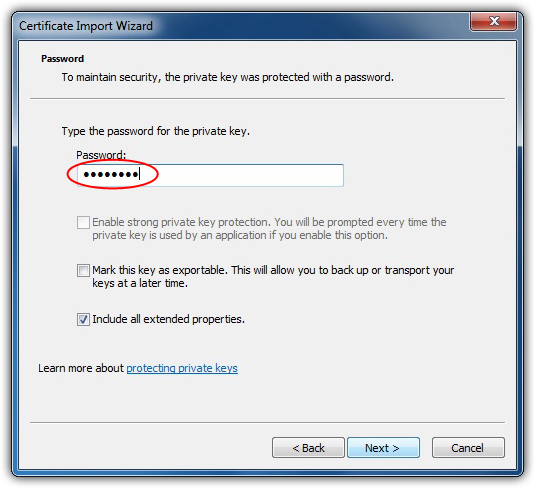 Certificate Import Wizard
Password
To maintain security, the private key was protected with a password.
Type the password for the private key.
Password:
●●●●●●●●
Enable strong private key protection. You will be prompted every time the
private key is used by an application if you enable this option.
Mark this key as exportable. This will allow you to back up or transport your
keys at a later time.
Include all extended properties.
Learn more about protecting private keys
< Back Next > Cancel